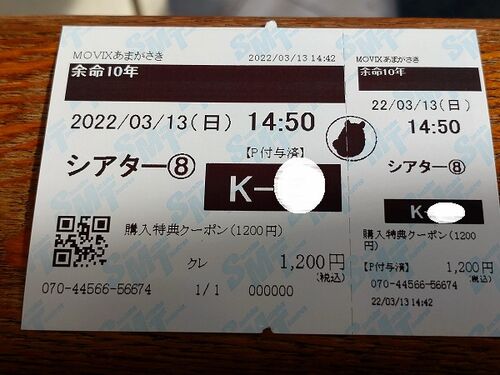 MOVIXあまがさき 2022/03/13 14:42
余命10年
2022/03/13(日) 14:50
【P付与済】
シアター⑧ K-
購入特典クーポン(1200円)
クレ 1,200円
(税込)
070-44566-56674 1/1 000000
MOVIXあまがさき
余命10年
22/03/13(日)
14:50
シアター⑧
K-
購入特典クーポン(1200
円)
【P付与済】 1,200円
(税込)
070-44566-56674
22/03/13 14:42